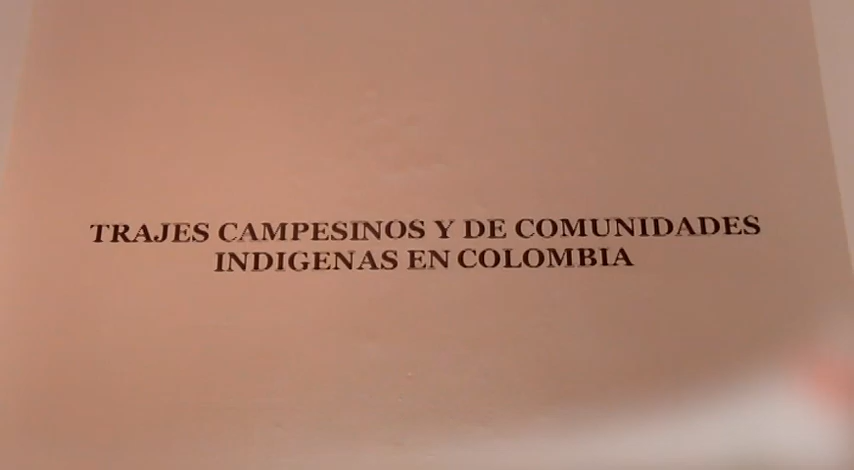 TRAJES CAMPESINOS Y DE COMUNIDADES
INDIGENAS EN COLOMBIA